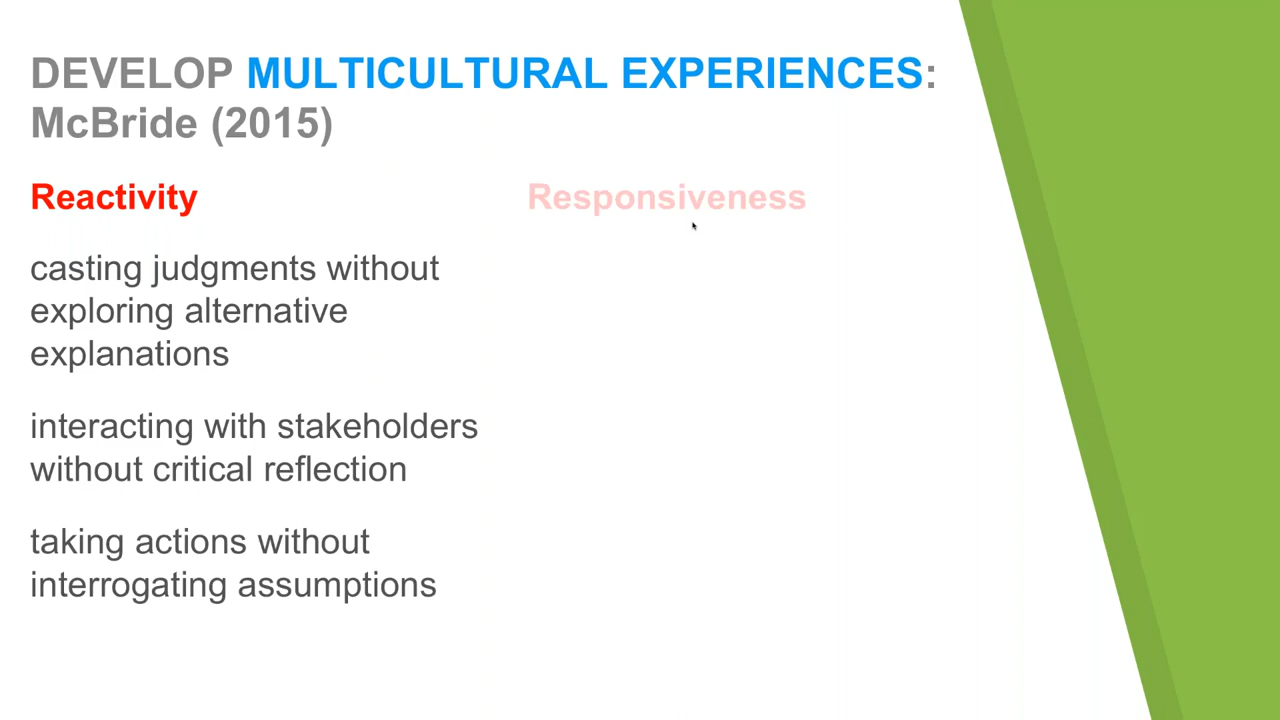 DEVELOP MULTICULTURAL EXPERIENCES:
McBride (2015)
Reactivity
Responsiveness
casting judgments without
exploring alternative
explanations
interacting with stakeholders
without critical reflection
taking actions without
interrogating assumptions